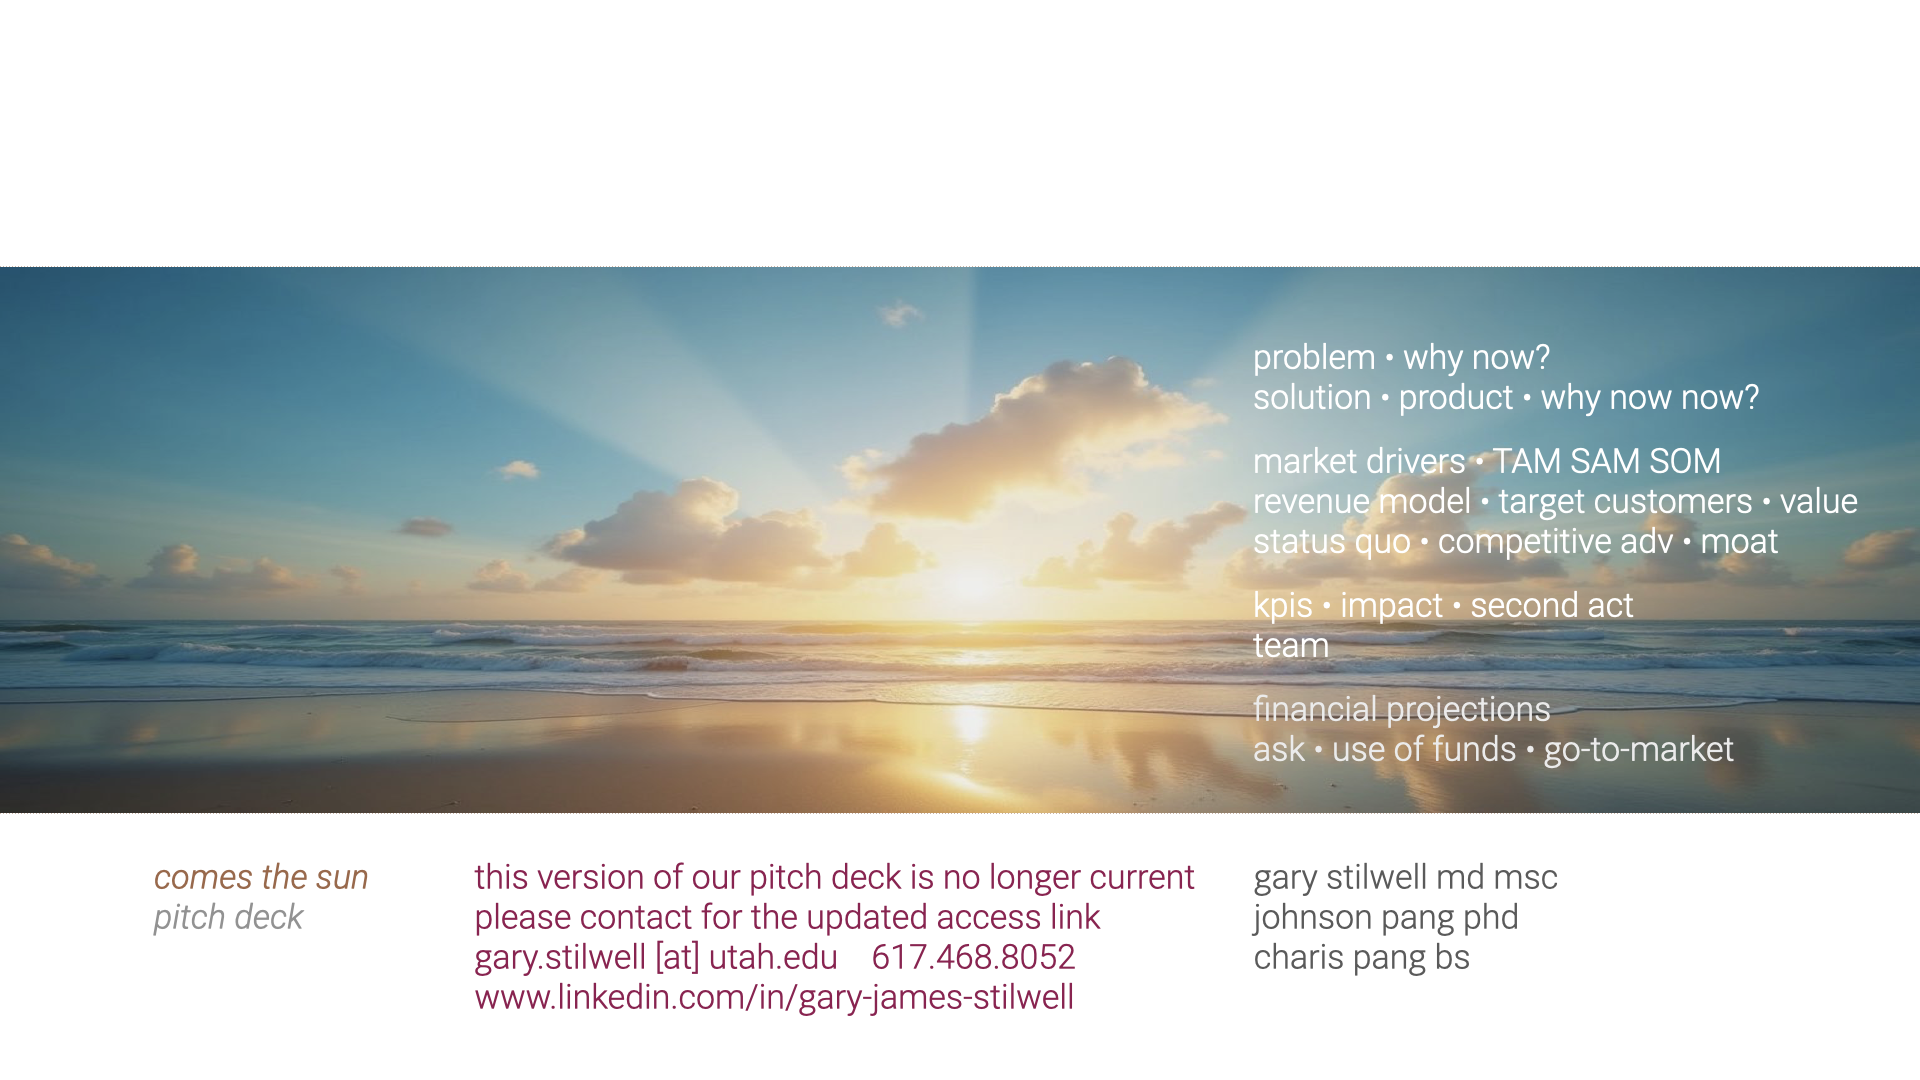 problem • why now?
solution • product • why now now?
market drivers • TAM SAM SOM
revenue model • target customers • value
status quo • competitive adv • moat
kpis • impact • second act
team
financial projections
ask • use of funds • go-to-market
comes the sun
pitch deck
this version of our pitch deck is no longer current
please contact for the updated access link
gary.stilwell [at] utah.edu 617.468.8052
www.linkedin.com/in/gary-james-stilwell
gary stilwell md msc
johnson pang phd
charis pang bs